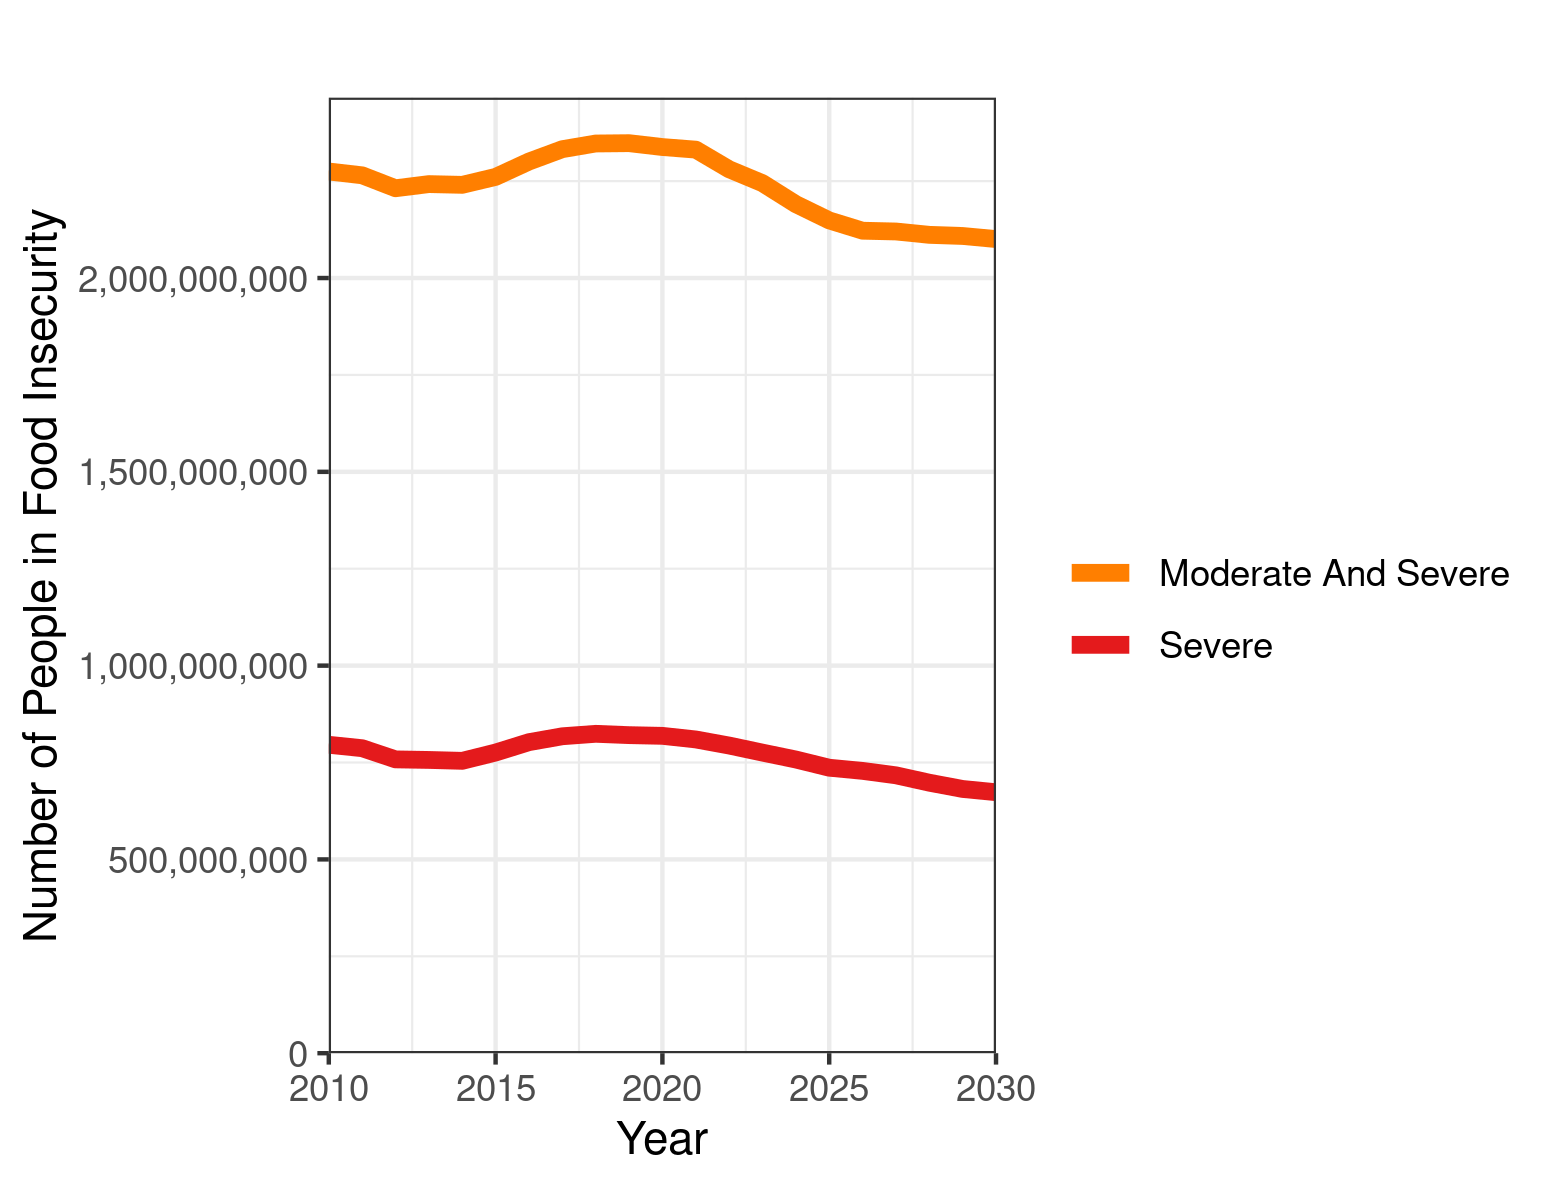 Number of People in Food Insecurity
2,000,000,000
1,500,000,000
1,000,000,000
500,000,000
0
2010 2015 2020 2025 2030
Year
Moderate And Severe
Severe